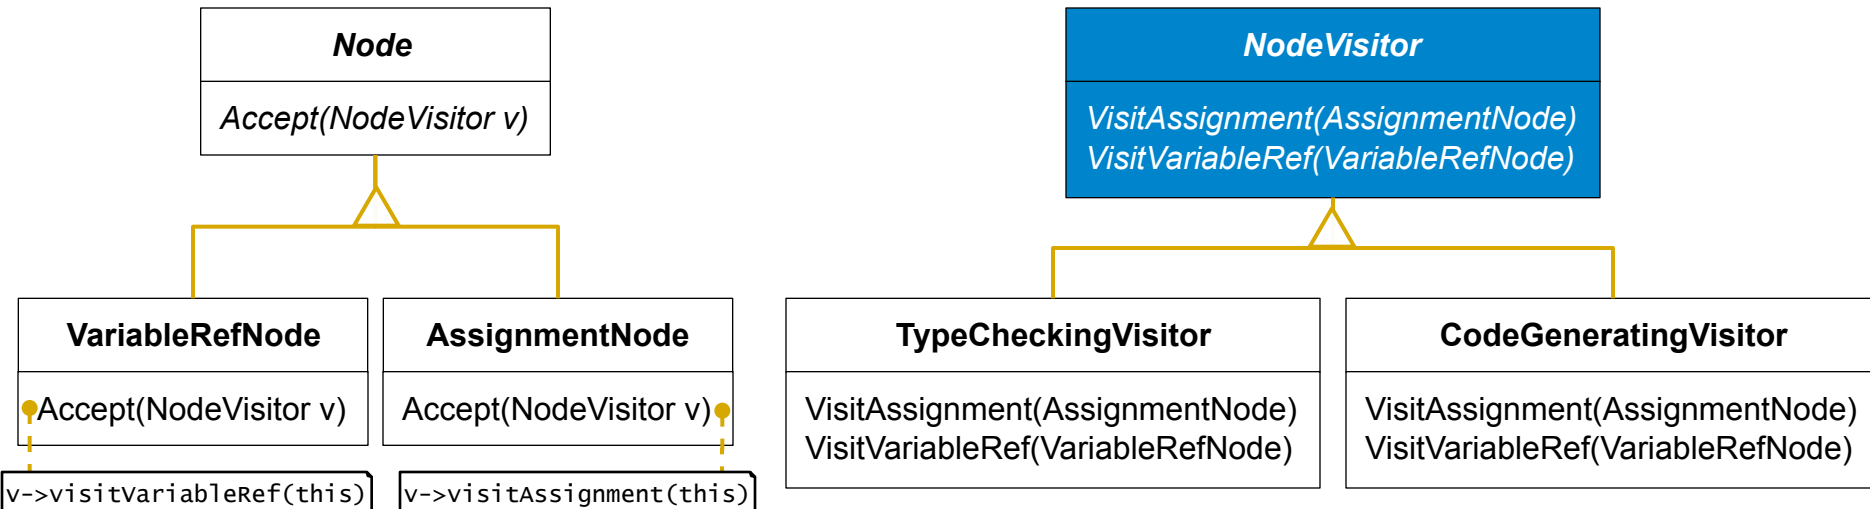 Node
Accept(NodeVisitor v)
NodeVisitor
VisitAssignment(AssignmentNode)
VisitVariableRef(VariableRefNode)
VariableRefNode
Accept(NodeVisitor v)
v->visitVariableRef(this)
AssignmentNode
Accept(NodeVisitor v)
v->visitAssignment(this)
TypeCheckingVisitor
VisitAssignment(AssignmentNode)
VisitVariableRef(VariableRefNode)
CodeGeneratingVisitor
VisitAssignment(AssignmentNode)
VisitVariableRef(VariableRefNode)